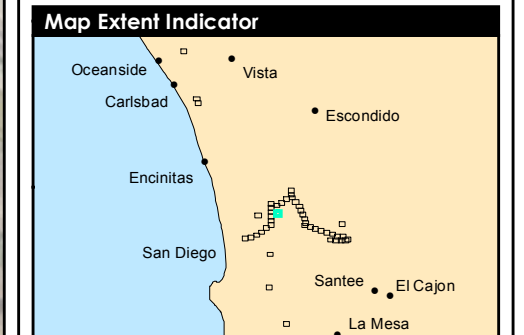 Map Extent Indicator
Oceanside
Vista
Carlsbad
Escondido
Encinitas
San Diego
Santee
El Cajon
La Mesa